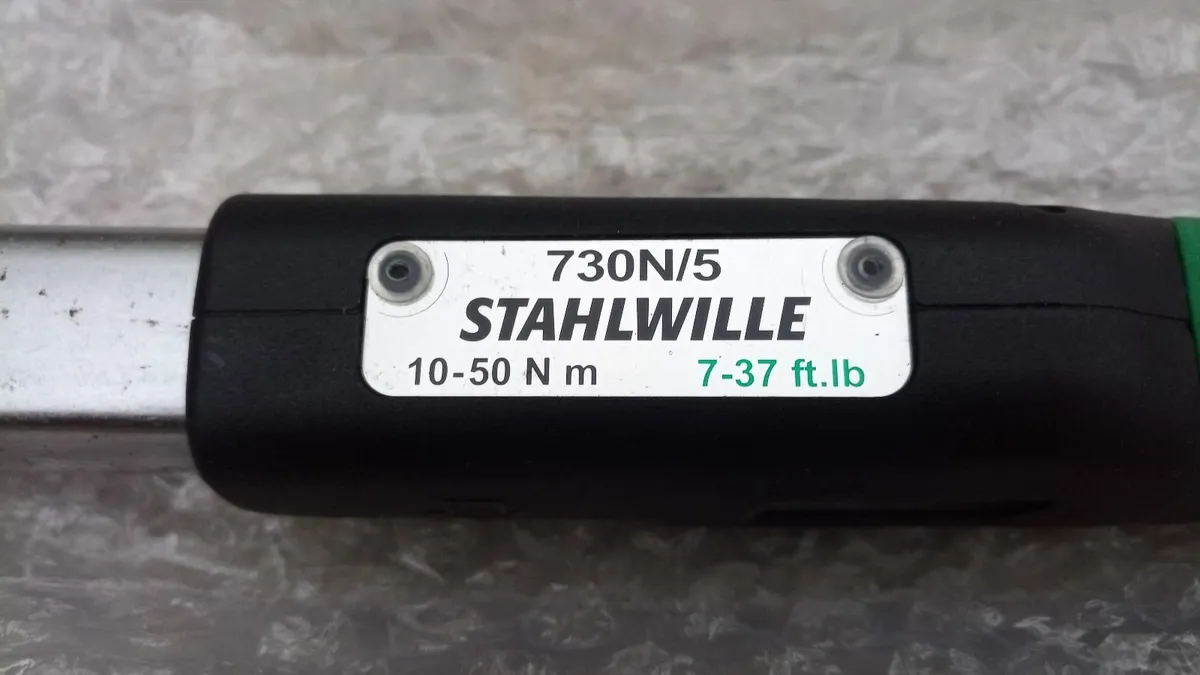 730N/5
STAHLWILLE
10-50 N m 7-37 ft.lb